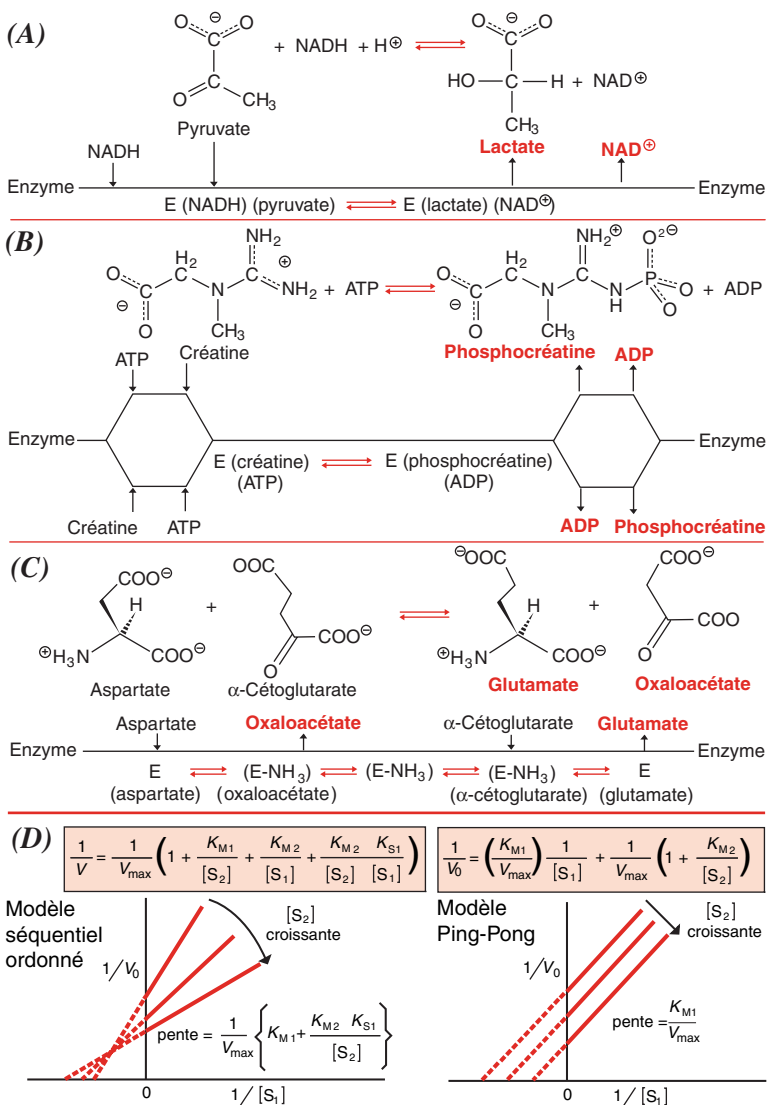 (A)
O ⊖ O
C + NADH + H⊕
O C CH3
Pyruvate
O ⊖ O
C
HO—C—H + NAD⊕
CH3
Lactate NAD⊕
NADH
Enzyme Enzyme
E (NADH) (pyruvate) E (lactate) (NAD⊕)
(B)
NH2
O H2 C C ⊕
C N NH2 + ATP
⊖ O CH3
NH2⊕ O2⊖
O H2 C C P O
C N N H O + ADP
⊖ O CH3
Phosphocréatine ADP
ATP Créatine
Enzyme Enzyme
E (créatine) E (phosphocréatine)
(ATP) (ADP)
Créatine ATP
ADP Phosphocréatine
(C)
COO⊖ OOC ⊖OOC COO⊖
H + H +
⊕H3N COO⊖ O COO⊖ ⊕H3N COO⊖ O COO
Aspartate α-Cétoglutarate Glutamate Oxaloacétate
Aspartate Oxaloacétate α-Cétoglutarate Glutamate
Enzyme Enzyme
E (E-NH3) (E-NH3) (E-NH3) E
(aspartate) (oxaloacétate) (α-cétoglutarate) (glutamate)
(D)
1/V = 1/Vmax (1 + KM1/[S2] + KM2/[S1] + KM2 KS1/[S2] [S1])
Modèle
séquentiel
ordonné
[S2]
croissante
1/V0
pente = 1/Vmax {KM1+ KM2 KS1/[S2]}
0 1/[S1]
1/V0 = (KM1/Vmax) 1/[S1] + 1/Vmax (1 + KM2/[S2])
Modèle
Ping-Pong
[S2]
croissante
1/V0
pente = KM1/Vmax
0 1/[S1]